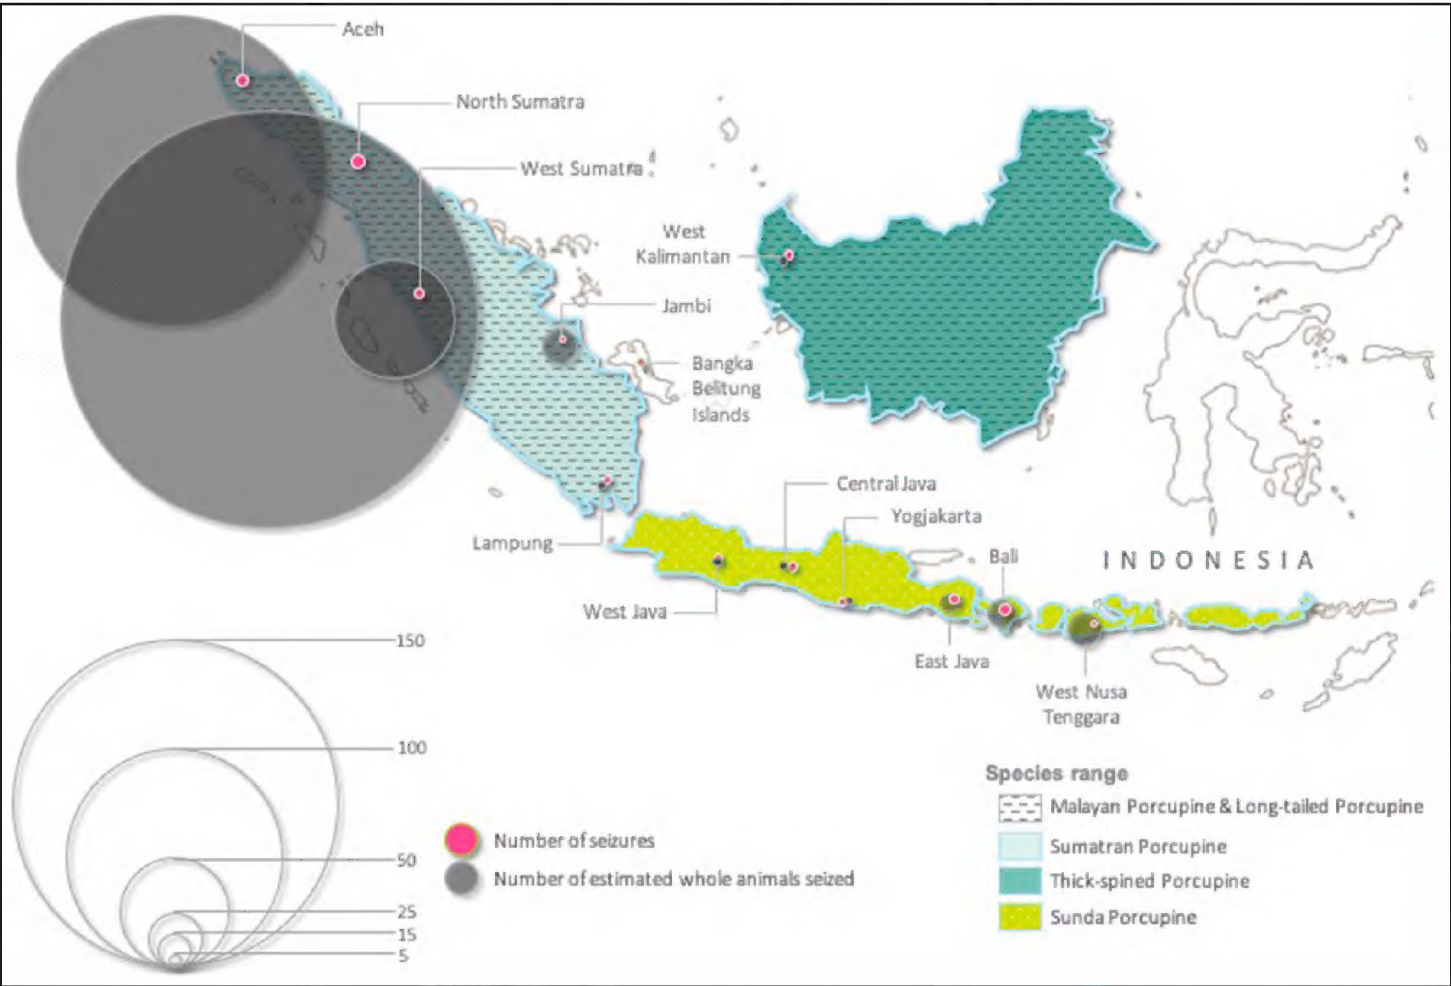 Aceh
North Sumatra
West Sumatra
West
Kalimantan
Jambi
Bangka
Belitung
Islands
Central Java
Yogjakarta
Lampung
Bali
INDONESIA
West Java
East Java
West Nusa
Tenggara
150
100
50
25
15
5
Number of seizures
Number of estimated whole animals seized
Species range
Malayan Porcupine & Long-tailed Porcupine
Sumatran Porcupine
Thick-spined Porcupine
Sunda Porcupine